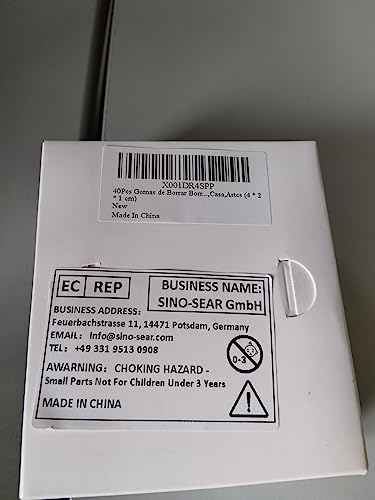 X001DR4SPP
40Pcs Gomas de Borrar Borr...,Casa,Artes (4 * 2
* 1 cm)
New
Made In China
EC REP
BUSINESS NAME:
SINO-SEAR GmbH
BUSINESS ADDRESS:
Feuerbachstrasse 11, 14471 Potsdam, Germany
EMAIL: Info@sino-sear.com
TEL: +49 331 9513 0908
0-3
AWARNING: CHOKING HAZARD -
Small Parts Not For Children Under 3 Years
MADE IN CHINA